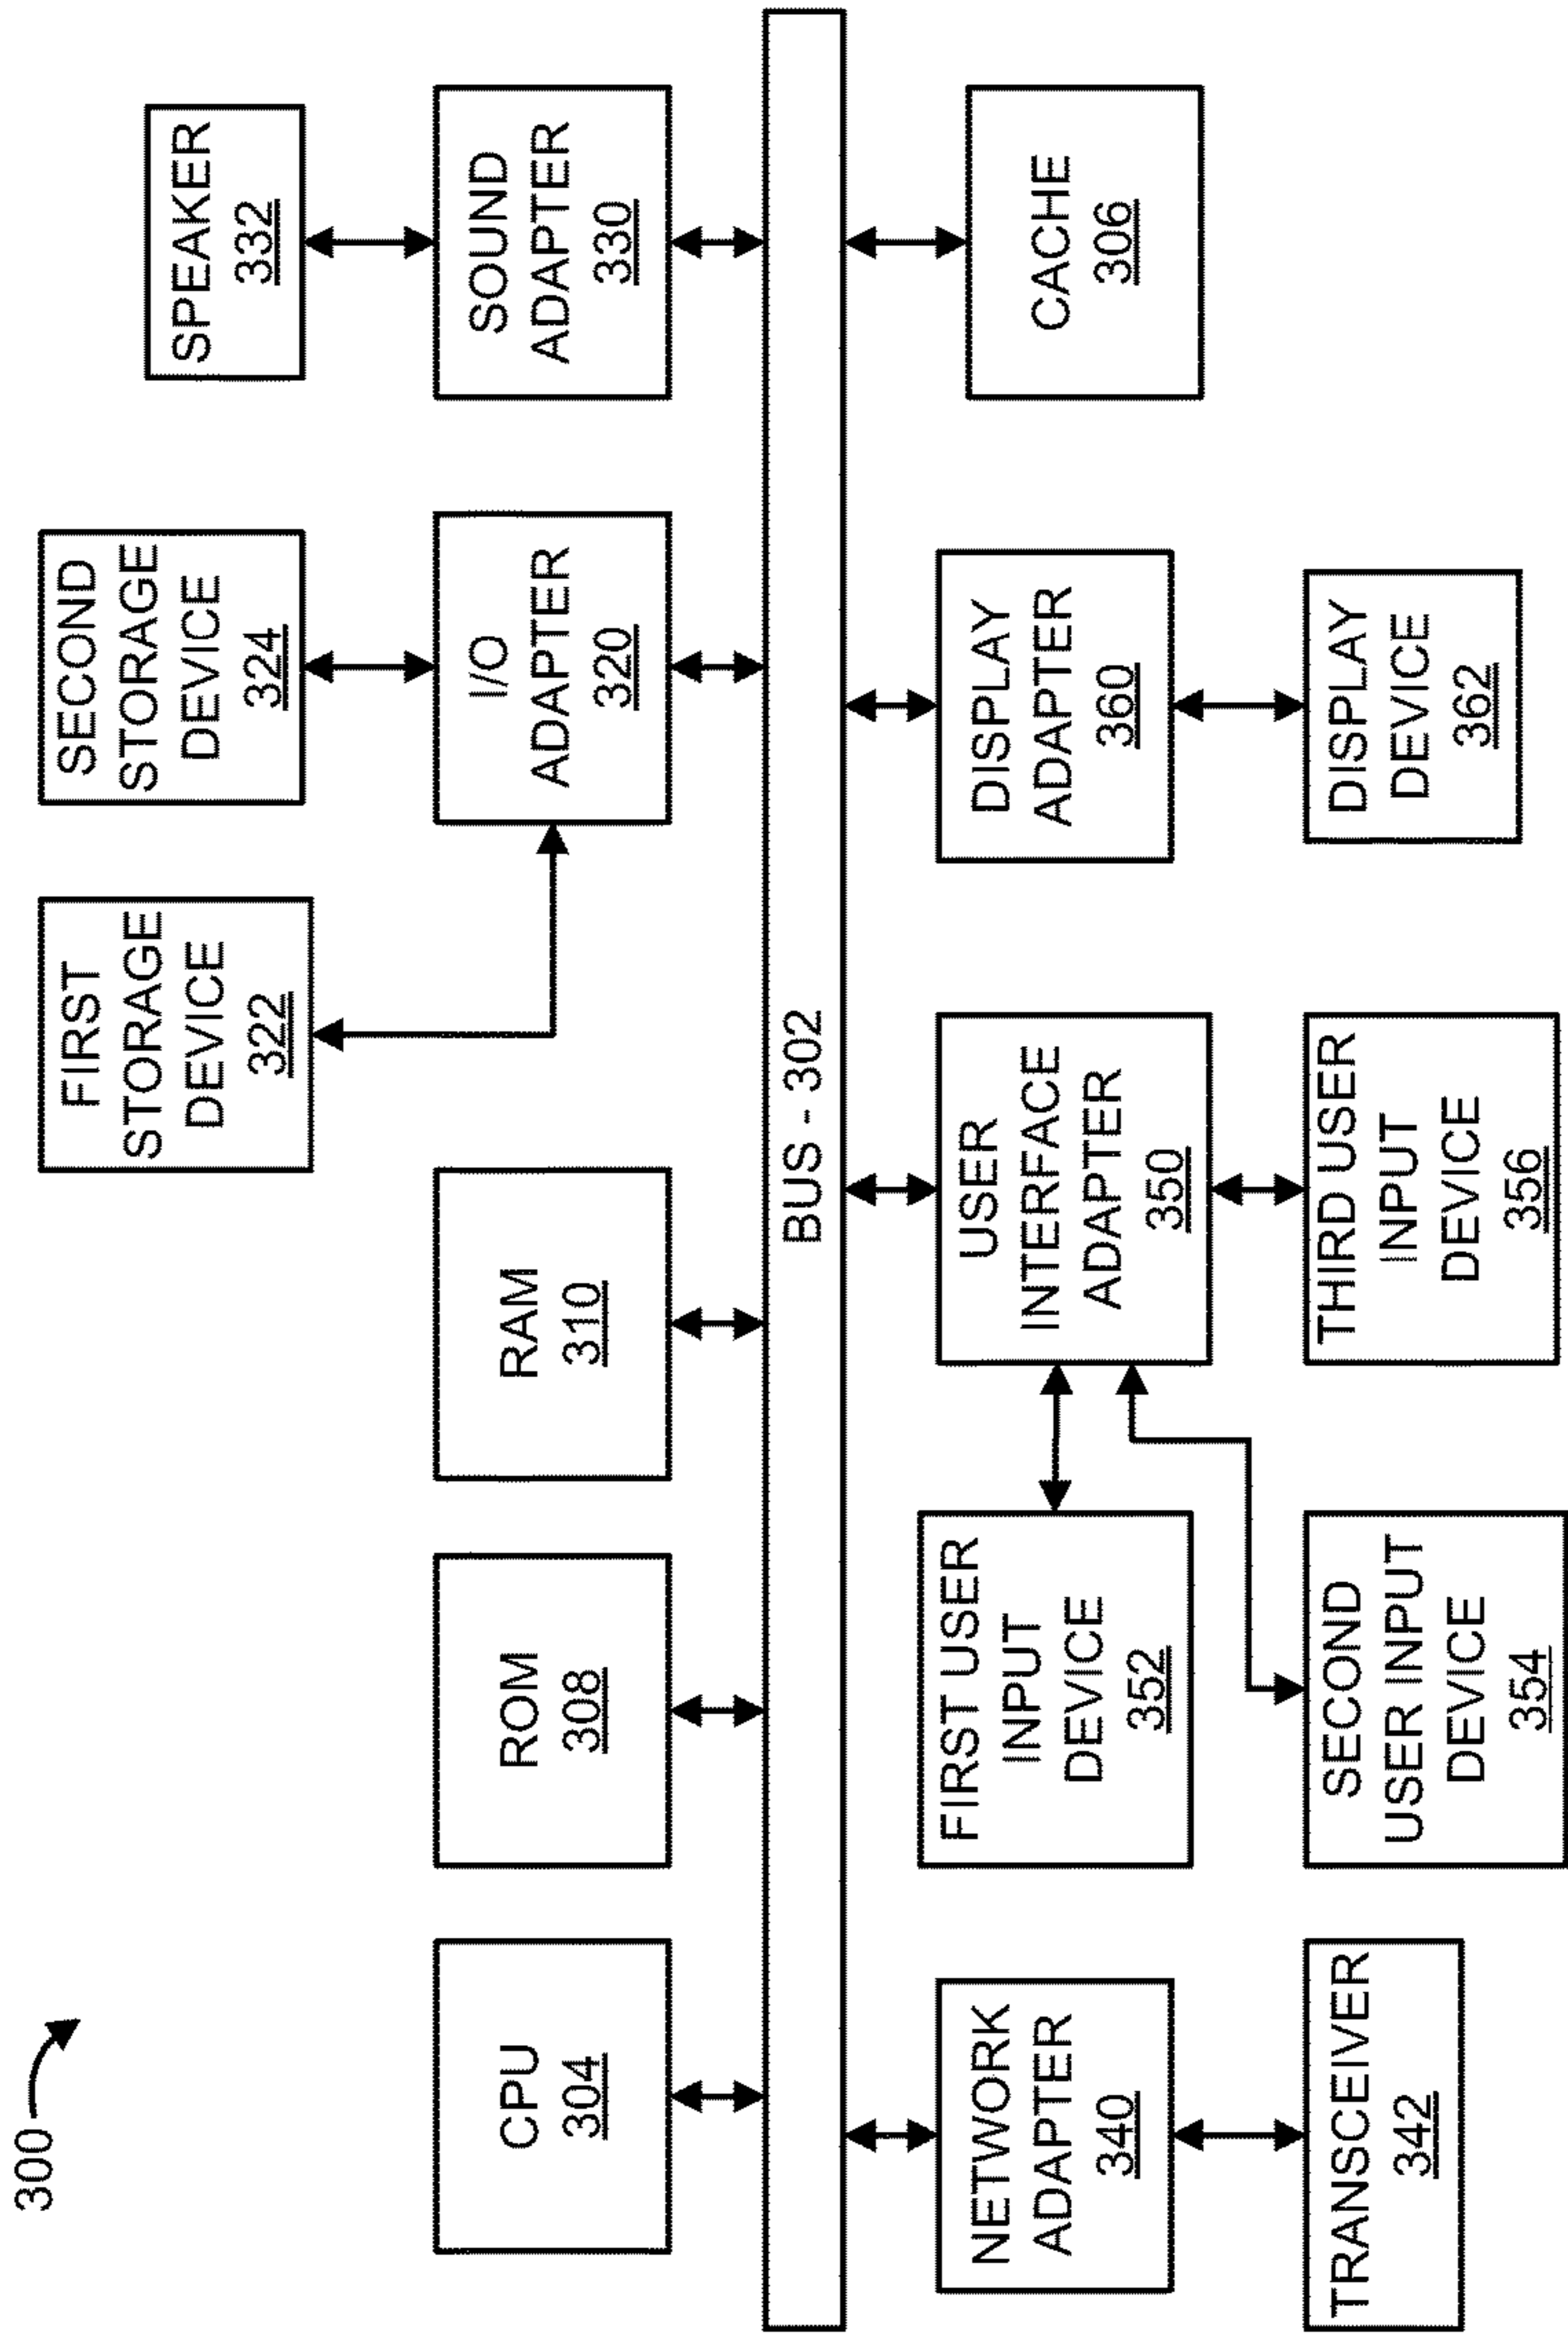 300
CPU
304
ROM
308
RAM
310
FIRST
STORAGE
DEVICE
322
SECOND
STORAGE
DEVICE
324
I/O
ADAPTER
320
SPEAKER
332
SOUND
ADAPTER
330
BUS - 302
NETWORK
ADAPTER
340
TRANSCEIVER
342
FIRST USER
INPUT
DEVICE
352
SECOND
USER INPUT
DEVICE
354
USER
INTERFACE
ADAPTER
350
THIRD USER
INPUT
DEVICE
356
DISPLAY
ADAPTER
360
DISPLAY
DEVICE
362
CACHE
306